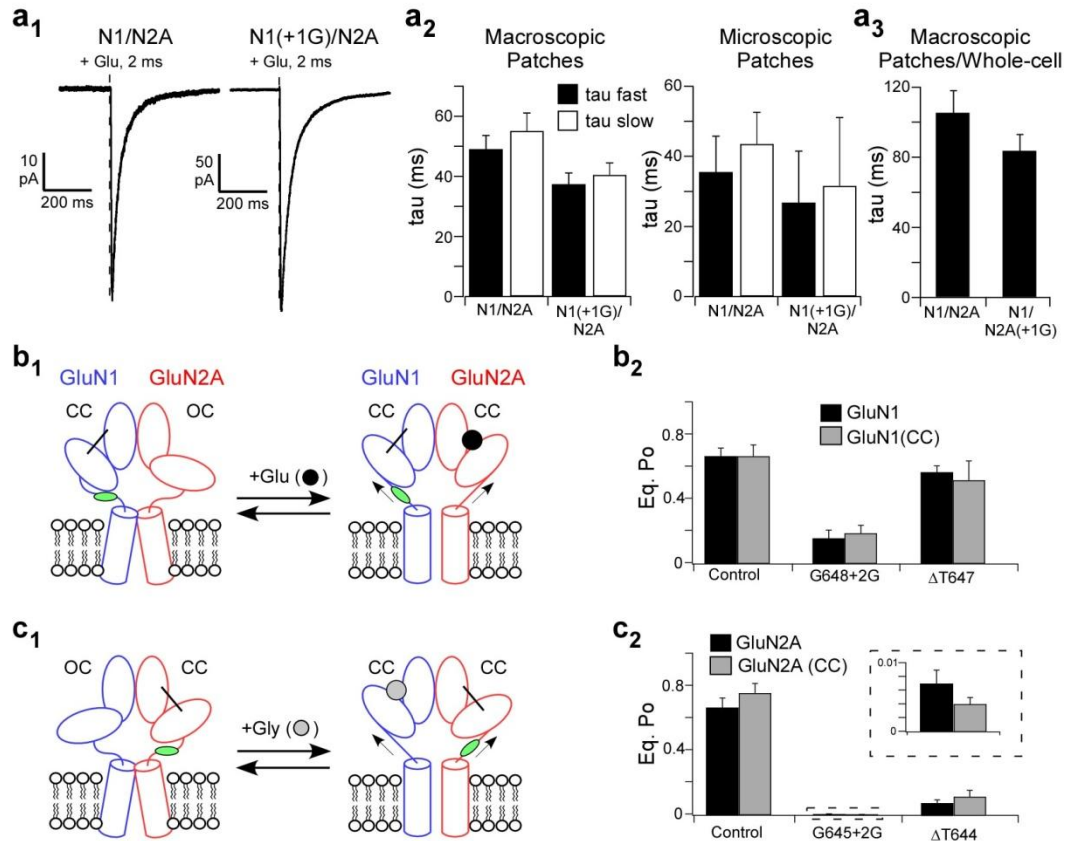 a1
N1/N2A
+ Glu, 2 ms
10
pA
200 ms
N1(+1G)/N2A
+ Glu, 2 ms
50
pA
200 ms
a2
Macroscopic
Patches
tau fast
tau slow
tau (ms)
60
40
20
0
N1/N2A
N1(+1G)/
N2A
Microscopic
Patches
tau (ms)
60
40
20
0
N1/N2A
N1(+1G)/
N2A
a3
Macroscopic
Patches/Whole-cell
tau (ms)
120
80
40
0
N1/N2A
N1/
N2A(+1G)
b1
GluN1 GluN2A
CC OC
+Glu ( )
GluN1 GluN2A
CC CC
b2
GluN1
GluN1(CC)
Eq. Po
0.8
0.4
0
Control
G648+2G
ΔT647
c1
OC CC
+Gly ( )
CC CC
c2
GluN2A
GluN2A (CC)
Eq. Po
0.8
0.4
0
0.01
0
Control
G645+2G
ΔT644